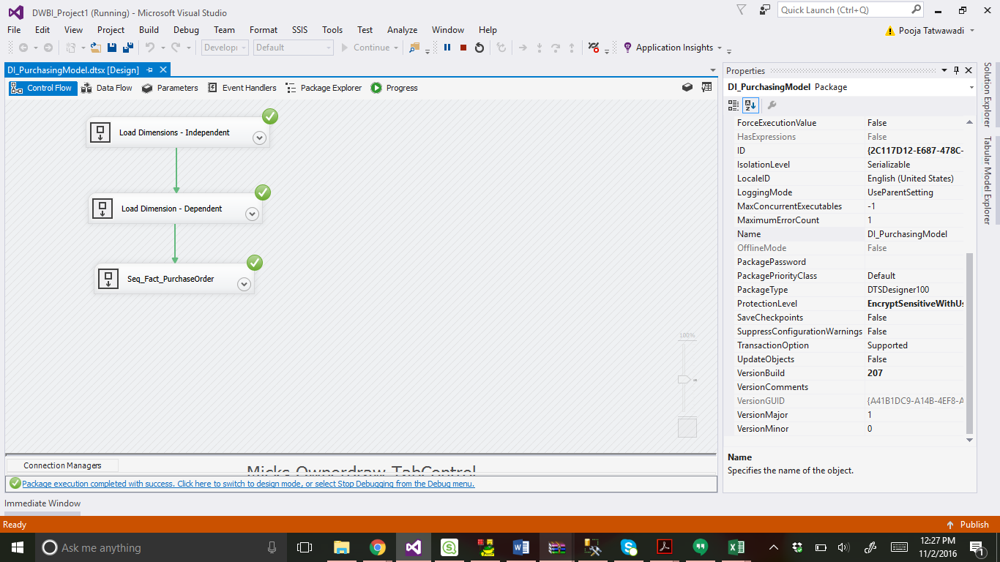 DWBI_Project1 (Running) - Microsoft Visual Studio
Quick Launch (Ctrl+Q)
File Edit View Project Build Debug Team Format SSIS Tools Test Analyze Window Help
Pooja Tatwawadi
Develop Default Continue Application Insights
DI_PurchasingModel.dtsx [Design]
Control Flow Data Flow Parameters Event Handlers Package Explorer Progress
Load Dimensions - Independent
Load Dimension - Dependent
Seq_Fact_PurchaseOrder
100%
Connection Managers
Micks Ownerdraw TabControl
Package execution completed with success. Click here to switch to design mode, or select Stop Debugging from the Debug menu.
Immediate Window
Properties
DI_PurchasingModel Package
ForceExecutionValue False
HasExpressions False
ID {2C117D12-E687-478C-
IsolationLevel Serializable
LocaleID English (United States)
LoggingMode UseParentSetting
MaxConcurrentExecutables -1
MaximumErrorCount 1
Name DI_PurchasingModel
OfflineMode False
PackagePassword
PackagePriorityClass Default
PackageType DTSDesigner100
ProtectionLevel EncryptSensitiveWithUs
SaveCheckpoints False
SuppressConfigurationWarnings False
TransactionOption Supported
UpdateObjects False
VersionBuild 207
VersionComments
VersionGUID {A41B1DC9-A14B-4EF8-A
VersionMajor 1
VersionMinor 0
Name
Specifies the name of the object.
Solution Explorer
Tabular Model Explorer
Ready
Publish
Ask me anything
12:27 PM
11/2/2016
1